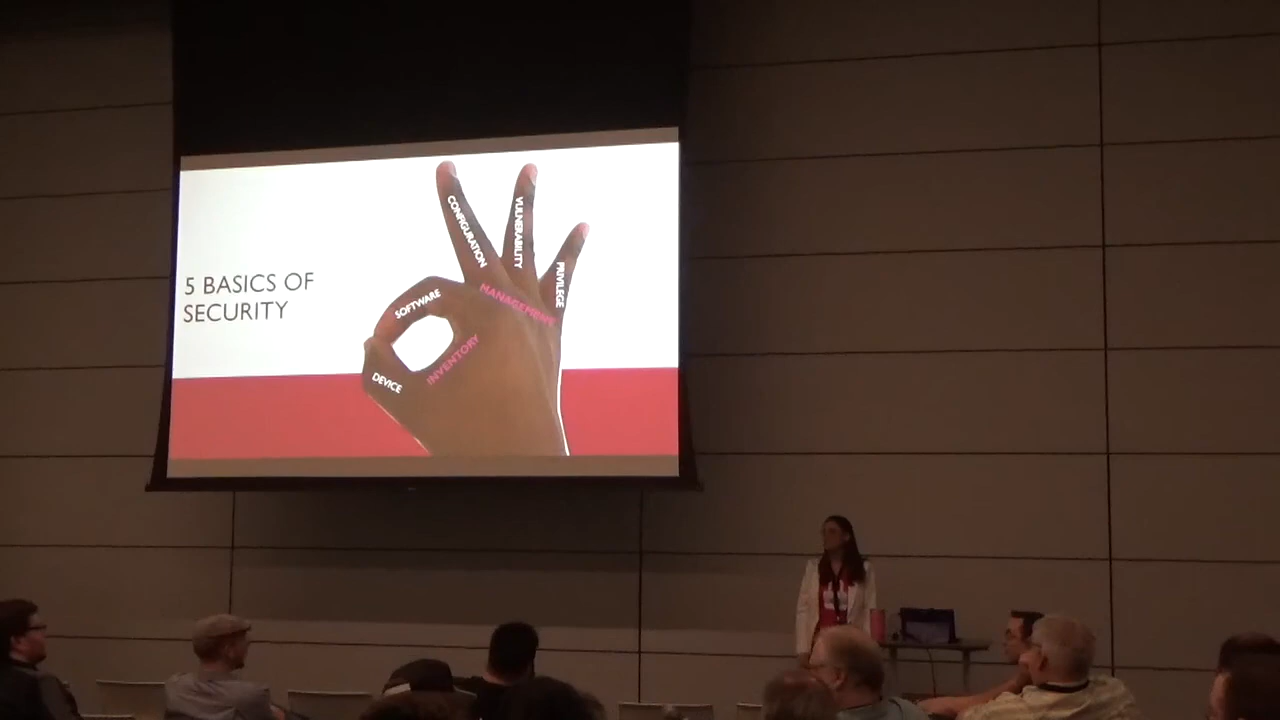 5 BASICS OF
SECURITY
CONFIGURATION
VULNERABILITY
PRIVILEGE
MANAGEMENT
SOFTWARE
INVENTORY
DEVICE